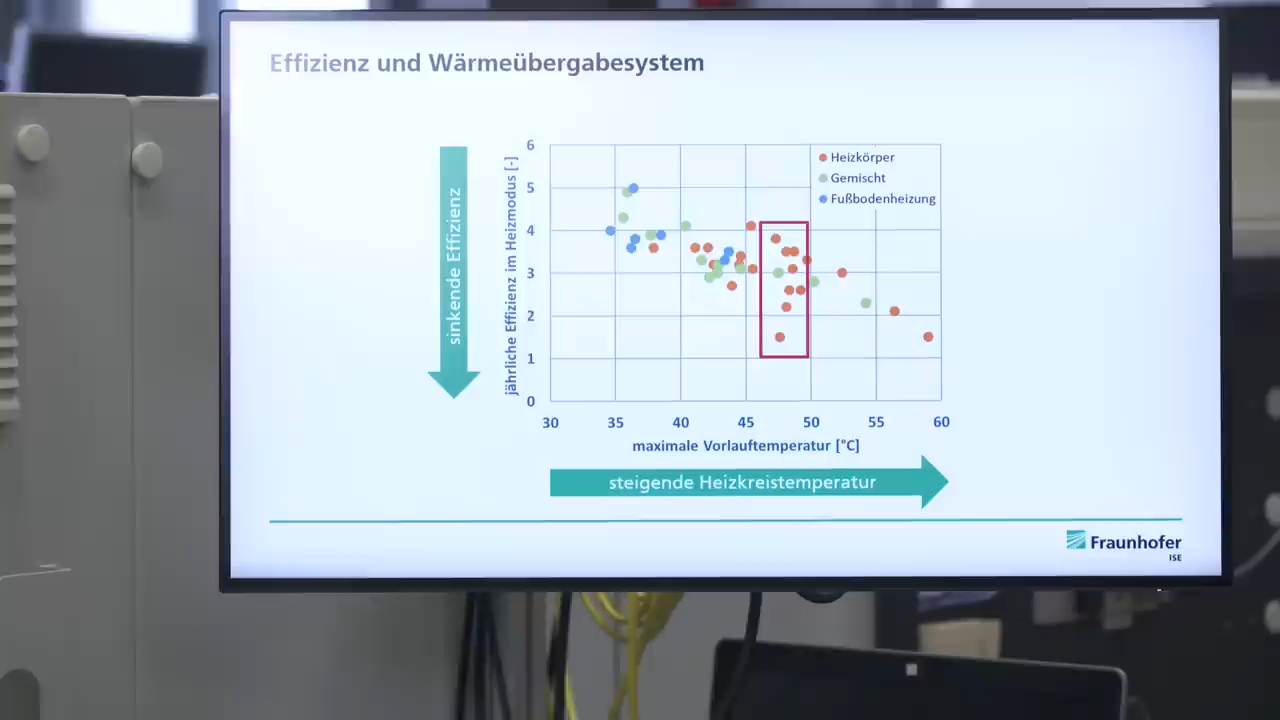 Effizienz und Wärmeübergabesystem
sinkende Effizienz
jährliche Effizienz im Heizmodus [-]
6
5
4
3
2
1
0
Heizkörper
Gemischt
Fußbodenheizung
30 35 40 45 50 55 60
maximale Vorlauftemperatur [°C]
steigende Heizkreistemperatur
Fraunhofer
ISE